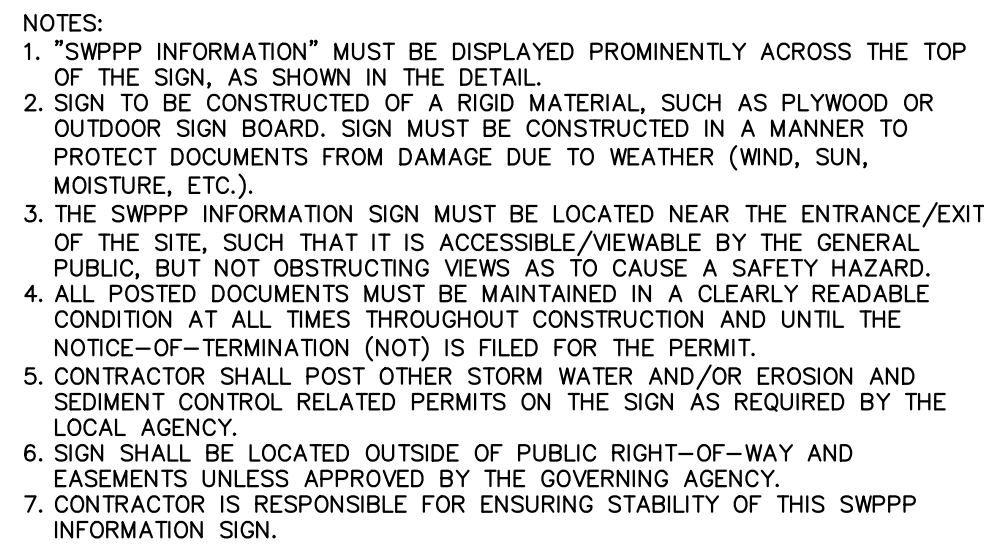 NOTES:
1. "SWPPP INFORMATION" MUST BE DISPLAYED PROMINENTLY ACROSS THE TOP
OF THE SIGN, AS SHOWN IN THE DETAIL.
2. SIGN TO BE CONSTRUCTED OF A RIGID MATERIAL, SUCH AS PLYWOOD OR
OUTDOOR SIGN BOARD. SIGN MUST BE CONSTRUCTED IN A MANNER TO
PROTECT DOCUMENTS FROM DAMAGE DUE TO WEATHER (WIND, SUN,
MOISTURE, ETC.).
3. THE SWPPP INFORMATION SIGN MUST BE LOCATED NEAR THE ENTRANCE/EXIT
OF THE SITE, SUCH THAT IT IS ACCESSIBLE/VIEWABLE BY THE GENERAL
PUBLIC, BUT NOT OBSTRUCTING VIEWS AS TO CAUSE A SAFETY HAZARD.
4. ALL POSTED DOCUMENTS MUST BE MAINTAINED IN A CLEARLY READABLE
CONDITION AT ALL TIMES THROUGHOUT CONSTRUCTION AND UNTIL THE
NOTICE-OF-TERMINATION (NOT) IS FILED FOR THE PERMIT.
5. CONTRACTOR SHALL POST OTHER STORM WATER AND/OR EROSION AND
SEDIMENT CONTROL RELATED PERMITS ON THE SIGN AS REQUIRED BY THE
LOCAL AGENCY.
6. SIGN SHALL BE LOCATED OUTSIDE OF PUBLIC RIGHT-OF-WAY AND
EASEMENTS UNLESS APPROVED BY THE GOVERNING AGENCY.
7. CONTRACTOR IS RESPONSIBLE FOR ENSURING STABILITY OF THIS SWPPP
INFORMATION SIGN.